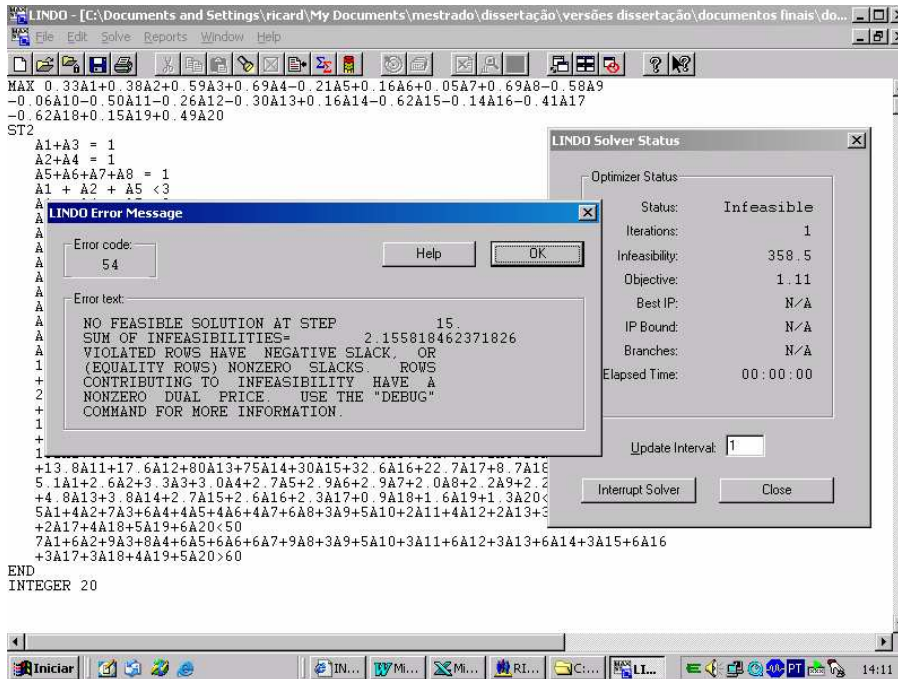 LINDO - [C:\Documents and Settings\ricard\My Documents\mestrado\dissertação\versões dissertação\documentos finais\do...
File Edit Solve Reports Window Help
MAX 0.33A1+0.38A2+0.59A3+0.69A4-0.21A5+0.16A6+0.05A7+0.69A8-0.58A9
-0.06A10-0.50A11-0.26A12-0.30A13+0.16A14-0.62A15-0.14A16-0.41A17
-0.62A18+0.15A19+0.49A20
ST2
A1+A3 = 1
A2+A4 = 1
A5+A6+A7+A8 = 1
A1 + A2 + A5 <3
LINDO Error Message
Error code:
54
Help
OK
Error text:
NO FEASIBLE SOLUTION AT STEP 15.
SUM OF INFEASIBILITIES= 2.155818462371826
VIOLATED ROWS HAVE NEGATIVE SLACK, OR
(EQUALITY ROWS) NONZERO SLACKS. ROWS
CONTRIBUTING TO INFEASIBILITY HAVE A
NONZERO DUAL PRICE. USE THE "DEBUG"
COMMAND FOR MORE INFORMATION.
LINDO Solver Status
Optimizer Status
Status: Infeasible
Iterations: 1
Infeasibility: 358.5
Objective: 1.11
Best IP: N/A
IP Bound: N/A
Branches: N/A
Elapsed Time: 00:00:00
Update Interval: 1
Interrupt Solver
Close
+13.8A11+17.6A12+80A13+75A14+30A15+32.6A16+22.7A17+8.7A18
5.1A1+2.6A2+3.3A3+3.0A4+2.7A5+2.9A6+2.9A7+2.0A8+2.2A9+2.2
+4.8A13+3.8A14+2.7A15+2.6A16+2.3A17+0.9A18+1.6A19+1.3A20<
5A1+4A2+7A3+6A4+4A5+4A6+4A7+6A8+3A9+5A10+2A11+4A12+2A13+3
+2A17+4A18+5A19+6A20<50
7A1+6A2+9A3+8A4+6A5+6A6+6A7+9A8+3A9+5A10+3A11+6A12+3A13+6A14+3A15+6A16
+3A17+3A18+4A19+5A20>60
END
INTEGER 20
Iniciar IN... Mi... Mi... RI... C:... LI... PT 14:11